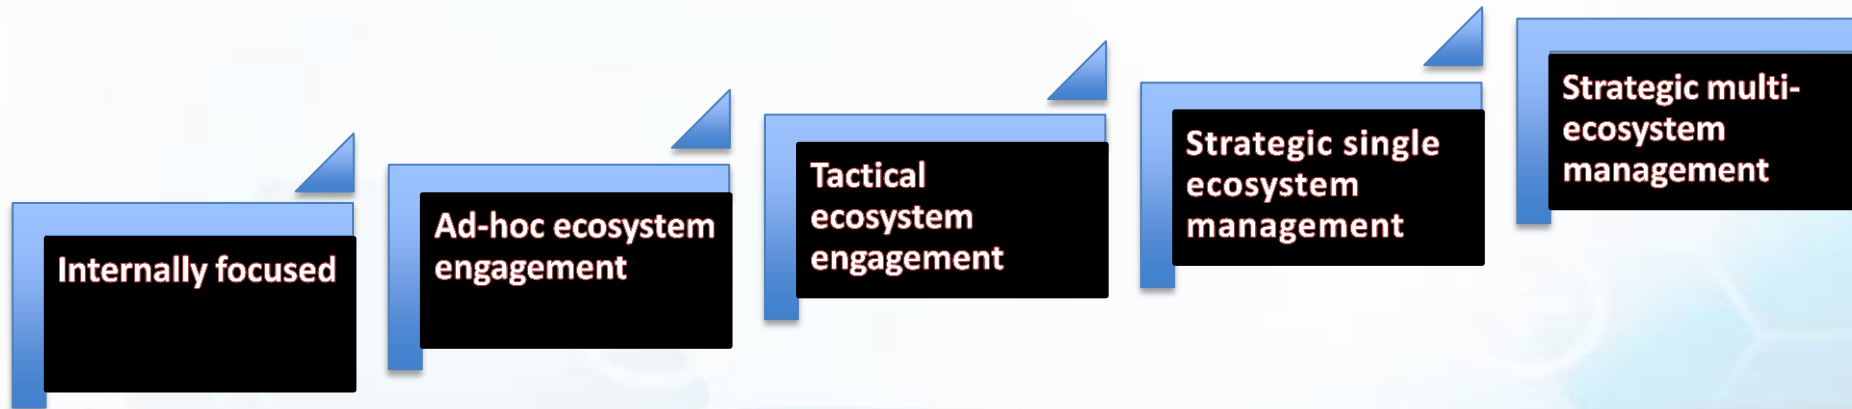 Internally focused
Ad-hoc ecosystem
engagement
Tactical
ecosystem
engagement
Strategic single
ecosystem
management
Strategic multi-
ecosystem
management